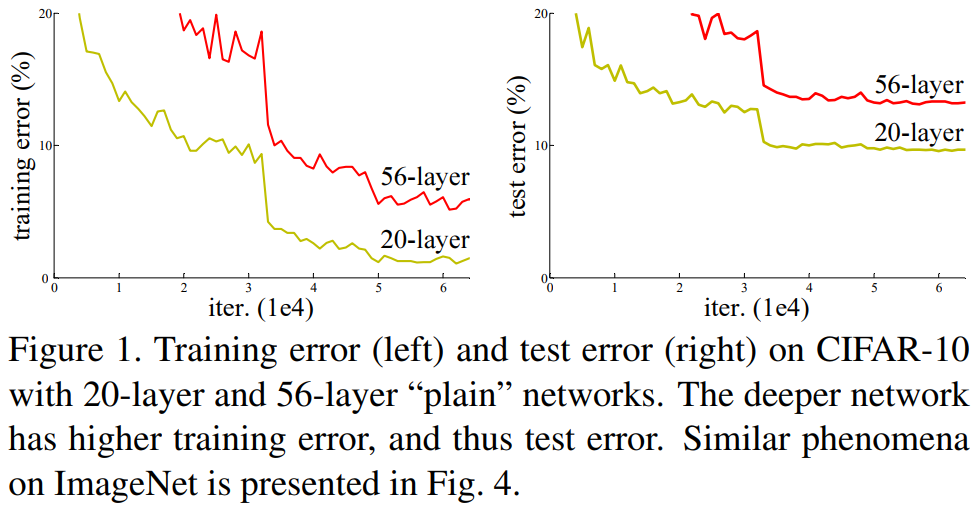 training error (%)
20
10
0
56-layer
20-layer
0 1 2 3 4 5 6
iter. (1e4)
test error (%)
20
10
0
56-layer
20-layer
0 1 2 3 4 5 6
iter. (1e4)
Figure 1. Training error (left) and test error (right) on CIFAR-10
with 20-layer and 56-layer “plain” networks. The deeper network
has higher training error, and thus test error. Similar phenomena
on ImageNet is presented in Fig. 4.